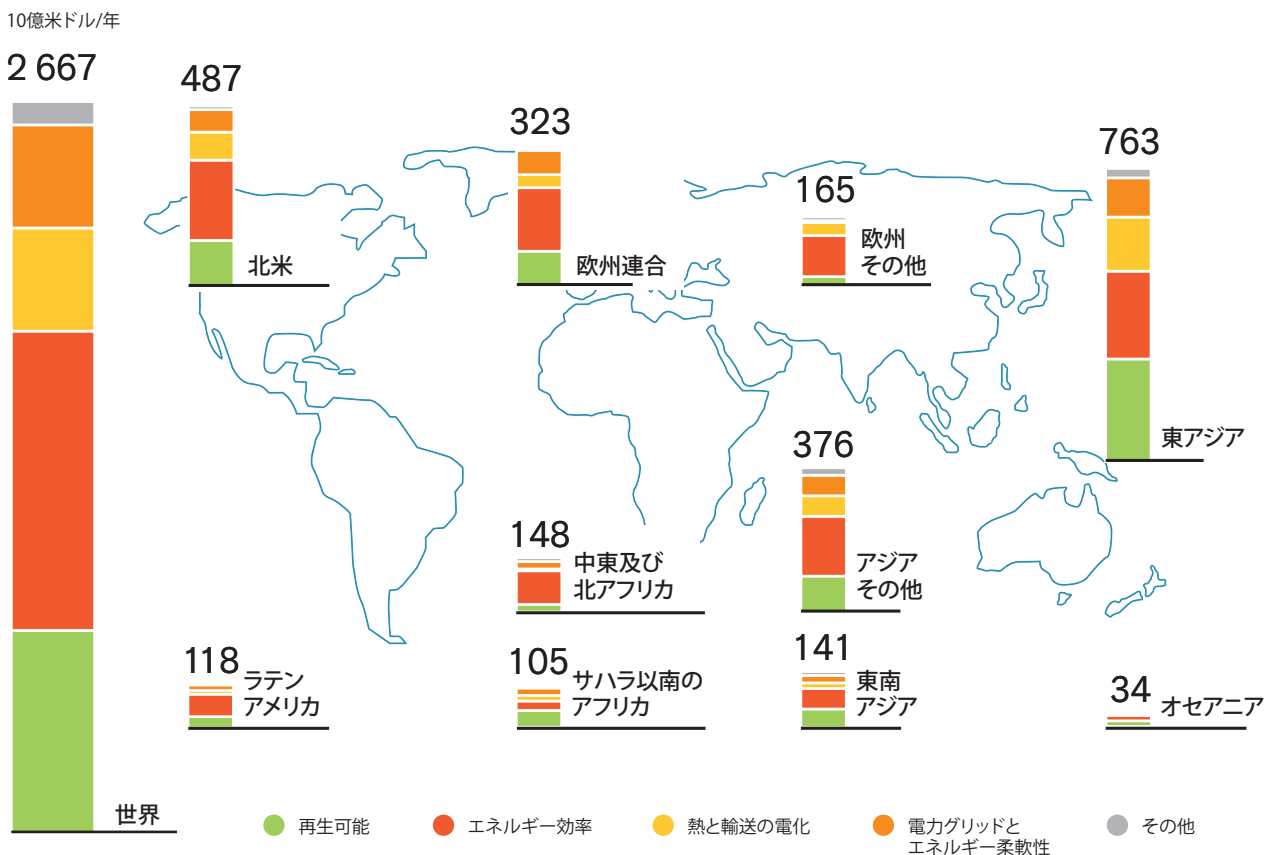 10億米ドル/年
2 667
世界
487
北米
323
欧州連合
165
欧州
その他
763
東アジア
376
アジア
その他
148
中東及び
北アフリカ
118
ラテン
アメリカ
105
サハラ以南の
アフリカ
141
東南
アジア
34
オセアニア
再生可能
エネルギー効率
熱と輸送の電化
電力グリッドと
エネルギー柔軟性
その他